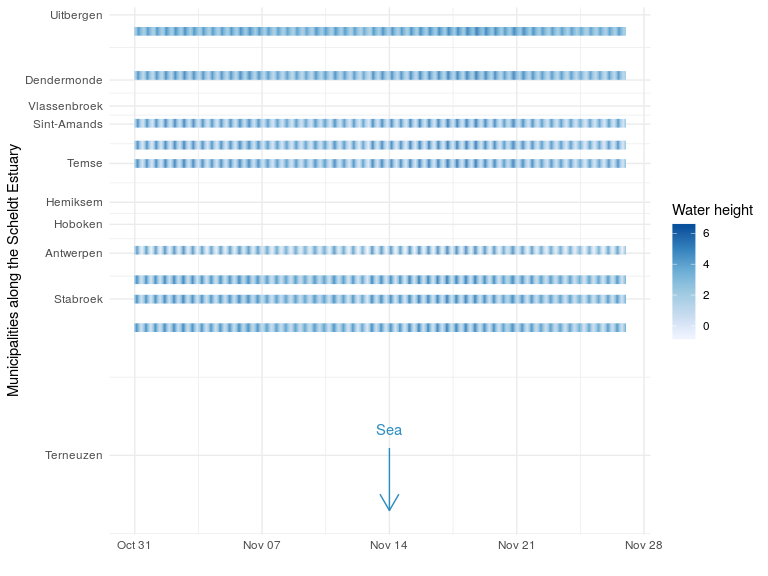 Municipalities along the Scheldt Estuary
Uitbergen
Dendermonde
Vlassenbroek
Sint-Amands
Temse
Hemiksem
Hoboken
Antwerpen
Stabroek
Terneuzen
Sea
Oct 31
Nov 07
Nov 14
Nov 21
Nov 28
Water height
6
4
2
0